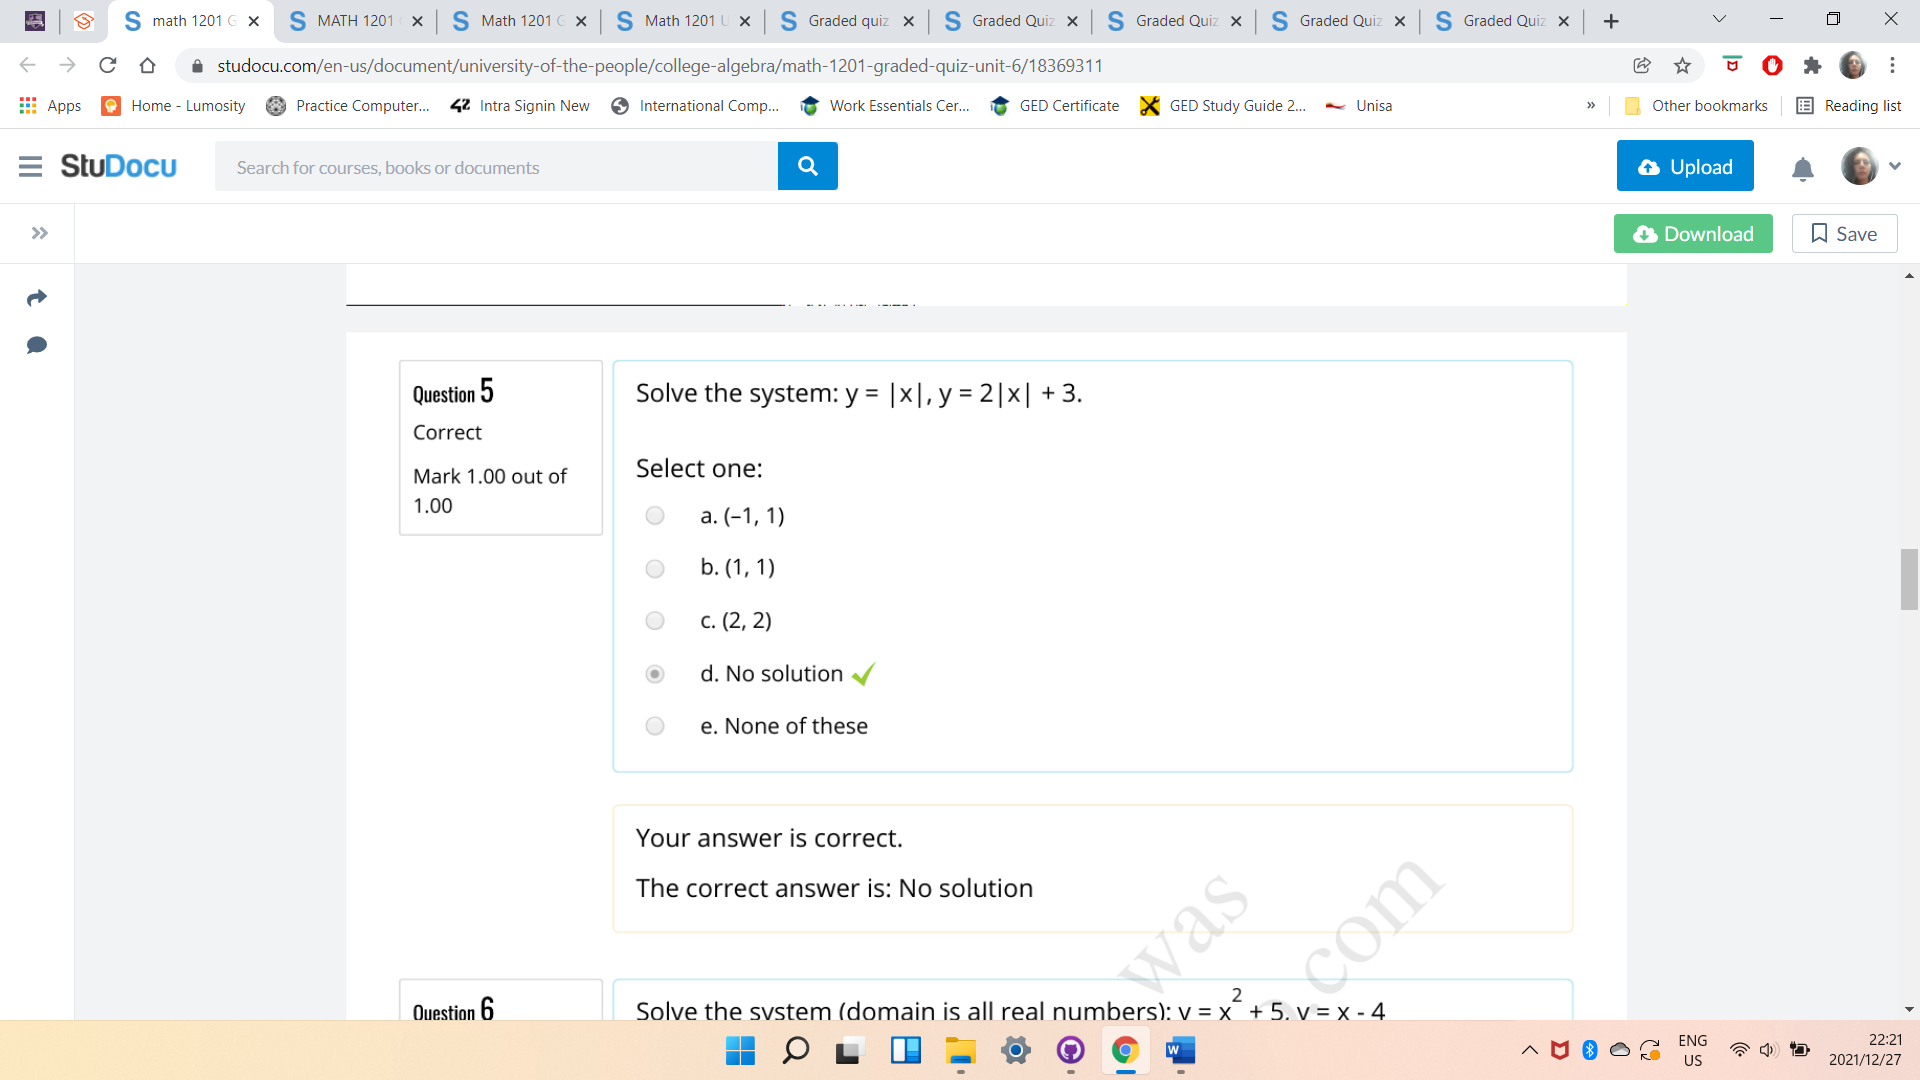 math 1201 G
MATH 1201
Math 1201 G
Math 1201 U
Graded quiz
Graded Quiz
Graded Quiz
Graded Quiz
Graded Quiz
studocu.com/en-us/document/university-of-the-people/college-algebra/math-1201-graded-quiz-unit-6/18369311
Apps
Home - Lumosity
Practice Computer...
Intra Signin New
International Comp...
Work Essentials Cer...
GED Certificate
GED Study Guide 2...
Unisa
»
Other bookmarks
Reading list
StuDocu
Search for courses, books or documents
Upload
Download
Save
Question 5
Correct
Mark 1.00 out of
1.00
Solve the system: y = |x|, y = 2|x| + 3.
Select one:
a. (–1, 1)
b. (1, 1)
c. (2, 2)
d. No solution
e. None of these
Your answer is correct.
The correct answer is: No solution
was
.com
Question 6
Solve the system (domain is all real numbers): y = x² + 5, y = x - 4
ENG
US
22:21
2021/12/27